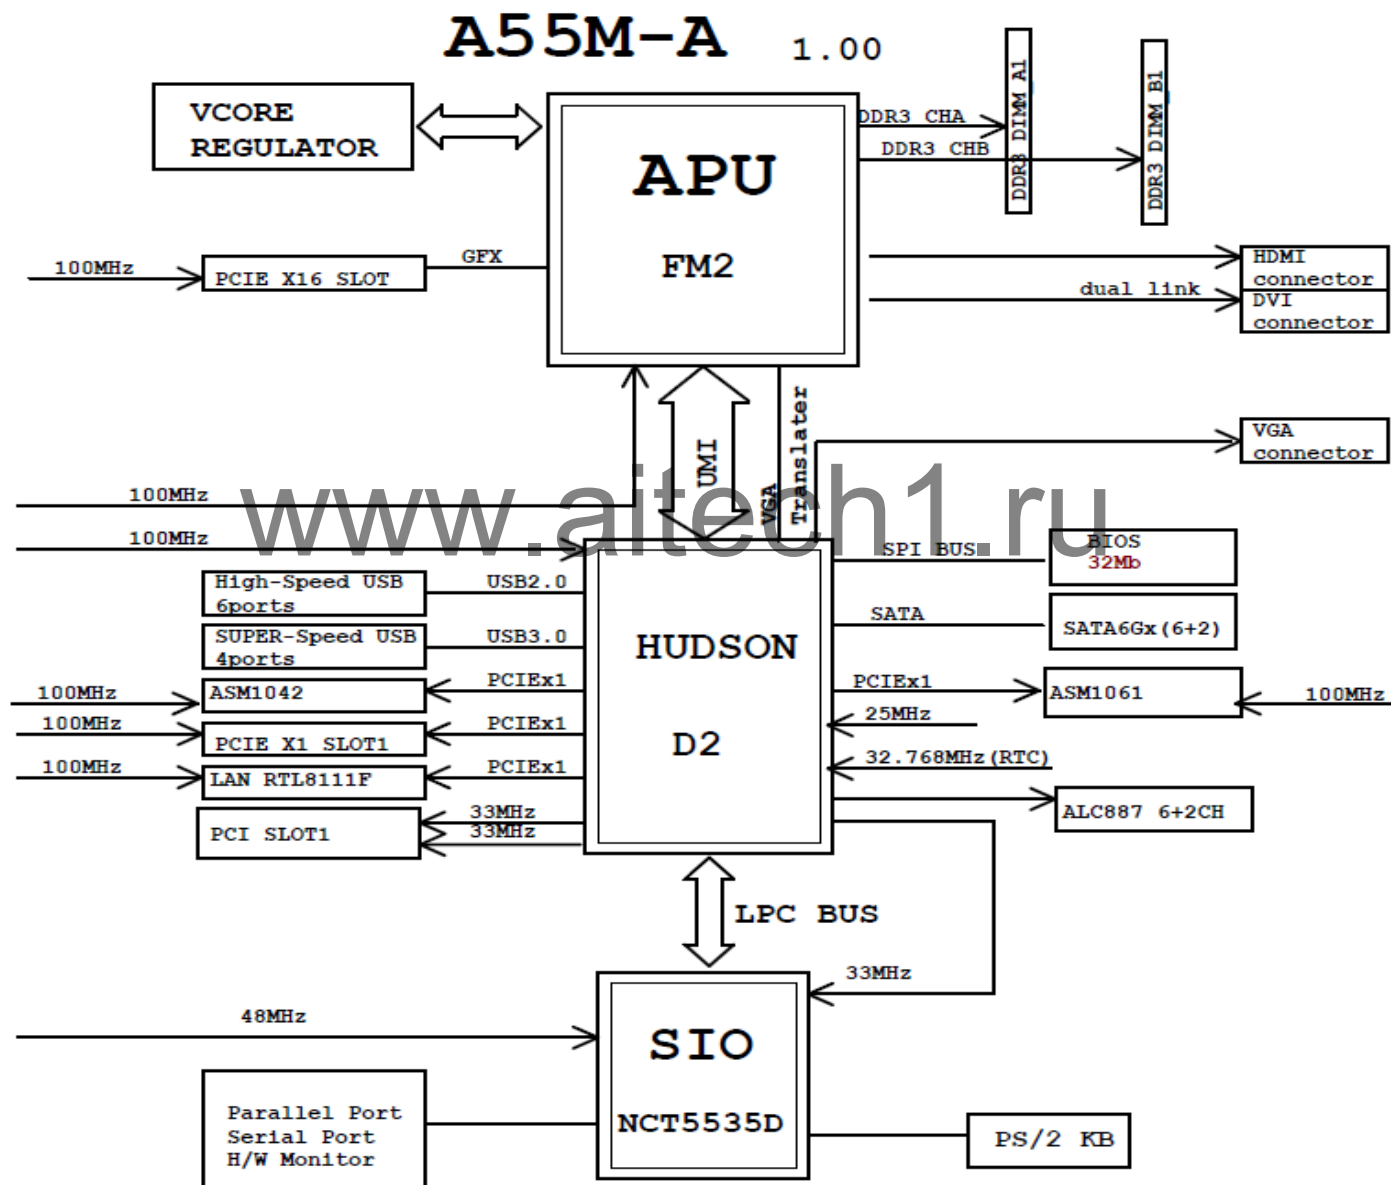 A55M-A 1.00
VCORE
REGULATOR
APU
FM2
DDR3 CHA
DDR3 CHB
DDR3 DIMM_A1
DDR3 DIMM_B1
100MHz
PCIE X16 SLOT
GFX
HDMI
connector
dual link
DVI
connector
UMI
VGA
Translater
VGA
connector
100MHz
www.aitech1.ru
100MHz
HUDSON
D2
SPI BUS
BIOS
32Mb
High-Speed USB
6ports
USB2.0
SATA
SATA6Gx(6+2)
SUPER-Speed USB
4ports
USB3.0
100MHz
ASM1042
PCIEx1
PCIEx1
ASM1061
100MHz
100MHz
PCIE X1 SLOT1
PCIEx1
25MHz
100MHz
LAN RTL8111F
PCIEx1
32.768MHz(RTC)
PCI SLOT1
33MHz
33MHz
ALC887 6+2CH
LPC BUS
33MHz
48MHz
SIO
NCT5535D
Parallel Port
Serial Port
H/W Monitor
PS/2 KB